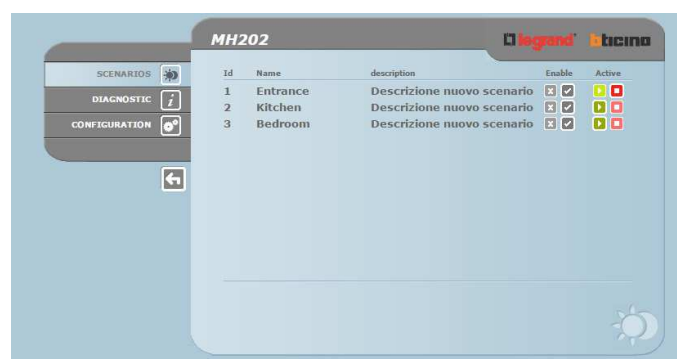 MH202
legrand
bticino
SCENARIOS
DIAGNOSTIC
CONFIGURATION
Id Name description Enable Active
1 Entrance Descrizione nuovo scenario
2 Kitchen Descrizione nuovo scenario
3 Bedroom Descrizione nuovo scenario